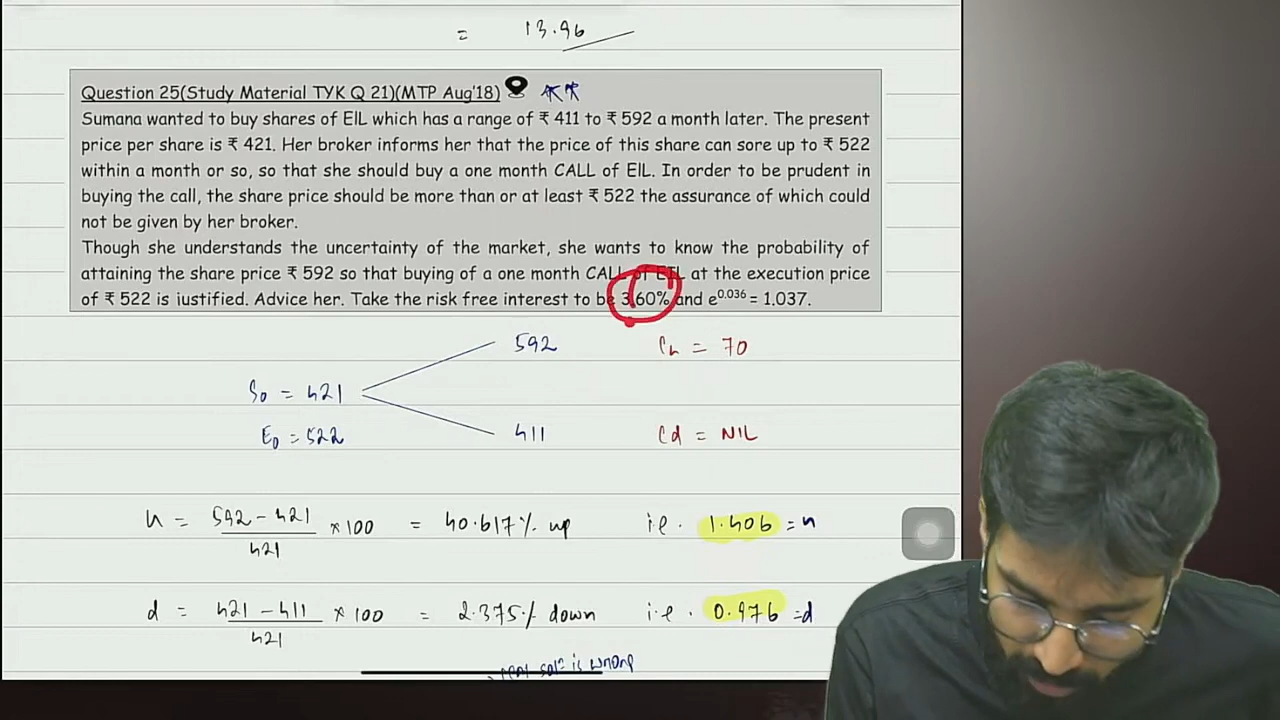 = 13.96
Question 25(Study Material TYK Q 21)(MTP Aug'18)
Sumana wanted to buy shares of EIL which has a range of ₹ 411 to ₹ 592 a month later. The present
price per share is ₹ 421. Her broker informs her that the price of this share can sore up to ₹ 522
within a month or so, so that she should buy a one month CALL of EIL. In order to be prudent in
buying the call, the share price should be more than or at least ₹ 522 the assurance of which could
not be given by her broker.
Though she understands the uncertainty of the market, she wants to know the probability of
attaining the share price ₹ 592 so that buying of a one month CALL of EIL at the execution price
of ₹ 522 is justified. Advice her. Take the risk free interest to be 3.60% and e^0.036 = 1.037.
592 Cu = 70
S0 = 421
Ep = 522
411 Cd = NIL
u = 592 - 421 / 421 × 100 = 40.617% up i.e. 1.406 = u
d = 421 - 411 / 421 × 100 = 2.375% down i.e. 0.976 = d
is wrong